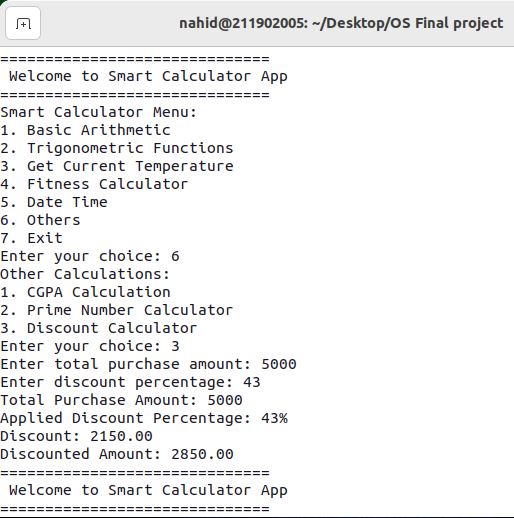 nahid@211902005: ~/Desktop/OS Final project
==============================
 Welcome to Smart Calculator App
==============================
Smart Calculator Menu:
1. Basic Arithmetic
2. Trigonometric Functions
3. Get Current Temperature
4. Fitness Calculator
5. Date Time
6. Others
7. Exit
Enter your choice: 6
Other Calculations:
1. CGPA Calculation
2. Prime Number Calculator
3. Discount Calculator
Enter your choice: 3
Enter total purchase amount: 5000
Enter discount percentage: 43
Total Purchase Amount: 5000
Applied Discount Percentage: 43%
Discount: 2150.00
Discounted Amount: 2850.00
==============================
 Welcome to Smart Calculator App
==============================